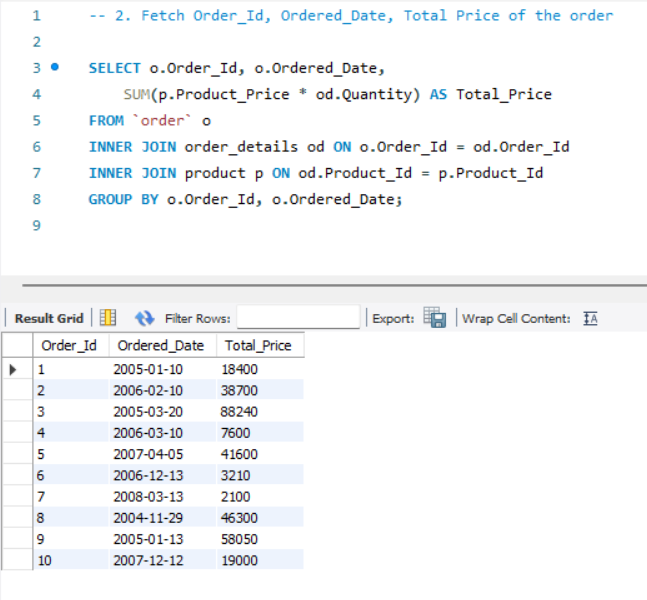 1 -- 2. Fetch Order_Id, Ordered_Date, Total Price of the order
2
3 SELECT o.Order_Id, o.Ordered_Date,
4 SUM(p.Product_Price * od.Quantity) AS Total_Price
5 FROM `order` o
6 INNER JOIN order_details od ON o.Order_Id = od.Order_Id
7 INNER JOIN product p ON od.Product_Id = p.Product_Id
8 GROUP BY o.Order_Id, o.Ordered_Date;
9
Result Grid Filter Rows: Export: Wrap Cell Content: IA
Order_Id Ordered_Date Total_Price
1 2005-01-10 18400
2 2006-02-10 38700
3 2005-03-20 88240
4 2006-03-10 7600
5 2007-04-05 41600
6 2006-12-13 3210
7 2008-03-13 2100
8 2004-11-29 46300
9 2005-01-13 58050
10 2007-12-12 19000